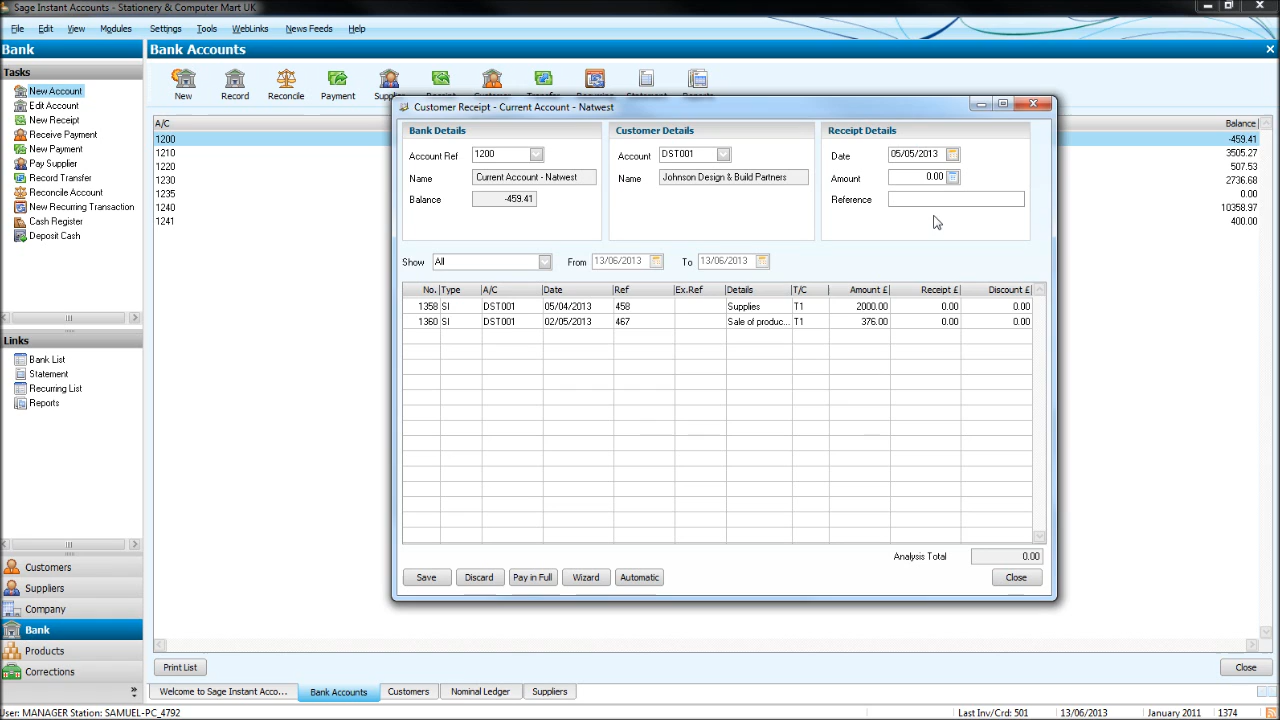 Sage Instant Accounts - Stationery & Computer Mart UK
File Edit View Modules Settings Tools WebLinks News Feeds Help
Bank
Bank Accounts
Tasks
New Account
Edit Account
New Receipt
Receive Payment
New Payment
Pay Supplier
Record Transfer
Reconcile Account
New Recurring Transaction
Cash Register
Deposit Cash
Links
Bank List
Statement
Recurring List
Reports
Customers
Suppliers
Company
Bank
Products
Corrections
New Record Reconcile Payment
A/C Balance
1200 -459.41
1210 3505.27
1220 507.53
1230 2736.68
1235 0.00
1240 10358.97
1241 400.00
Customer Receipt - Current Account - Natwest
Bank Details
Account Ref 1200
Name Current Account - Natwest
Balance -459.41
Customer Details
Account DST001
Name Johnson Design & Build Partners
Receipt Details
Date 05/05/2013
Amount 0.00
Reference
Show All From 13/06/2013 To 13/06/2013
No. Type A/C Date Ref Ex.Ref Details T/C Amount £ Receipt £ Discount £
1358 SI DST001 05/04/2013 458 Supplies T1 2000.00 0.00 0.00
1360 SI DST001 02/05/2013 467 Sale of produc... T1 376.00 0.00 0.00
Analysis Total 0.00
Save Discard Pay in Full Wizard Automatic Close
Print List Close
Welcome to Sage Instant Acco... Bank Accounts Customers Nominal Ledger Suppliers
User: MANAGER Station: SAMUEL-PC_4792 Last Inv/Crd: 501 13/06/2013 January 2011 1374